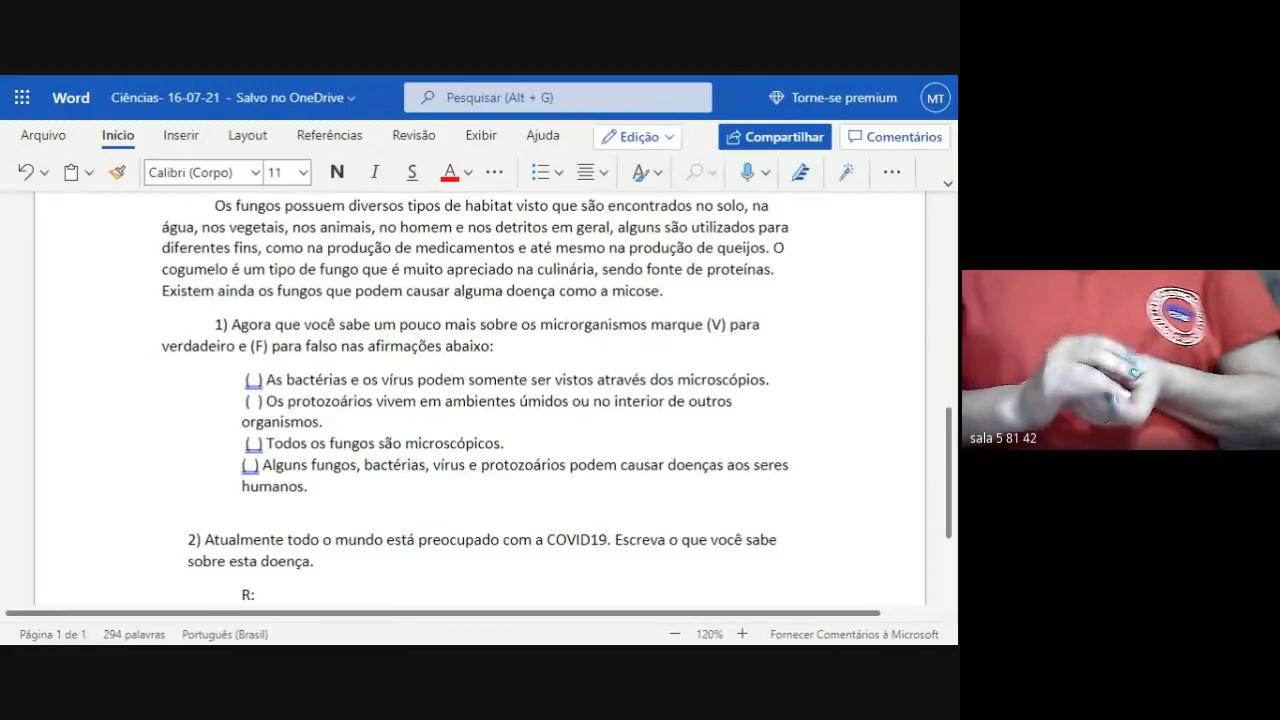 Word
Ciências- 16-07-21 - Salvo no OneDrive
Pesquisar (Alt + G)
Torne-se premium
MT
Arquivo
Início
Inserir
Layout
Referências
Revisão
Exibir
Ajuda
Edição
Compartilhar
Comentários
Calibri (Corpo)
11
N
I
S
A
Os fungos possuem diversos tipos de habitat visto que são encontrados no solo, na
água, nos vegetais, nos animais, no homem e nos detritos em geral, alguns são utilizados para
diferentes fins, como na produção de medicamentos e até mesmo na produção de queijos. O
cogumelo é um tipo de fungo que é muito apreciado na culinária, sendo fonte de proteínas.
Existem ainda os fungos que podem causar alguma doença como a micose.
1) Agora que você sabe um pouco mais sobre os microrganismos marque (V) para
verdadeiro e (F) para falso nas afirmações abaixo:
( ) As bactérias e os vírus podem somente ser vistos através dos microscópios.
( ) Os protozoários vivem em ambientes úmidos ou no interior de outros
organismos.
( ) Todos os fungos são microscópicos.
( ) Alguns fungos, bactérias, vírus e protozoários podem causar doenças aos seres
humanos.
2) Atualmente todo o mundo está preocupado com a COVID19. Escreva o que você sabe
sobre esta doença.
R:
Página 1 de 1
294 palavras
Português (Brasil)
120%
Fornecer Comentários à Microsoft
sala 5 81 42